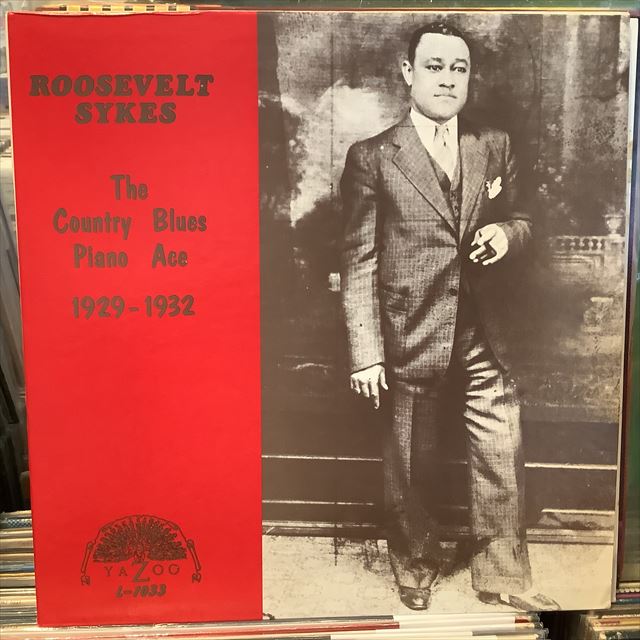 ROOSEVELT
SYKES
The
Country Blues
Piano Ace
1929-1932
YAZOO
L-1033